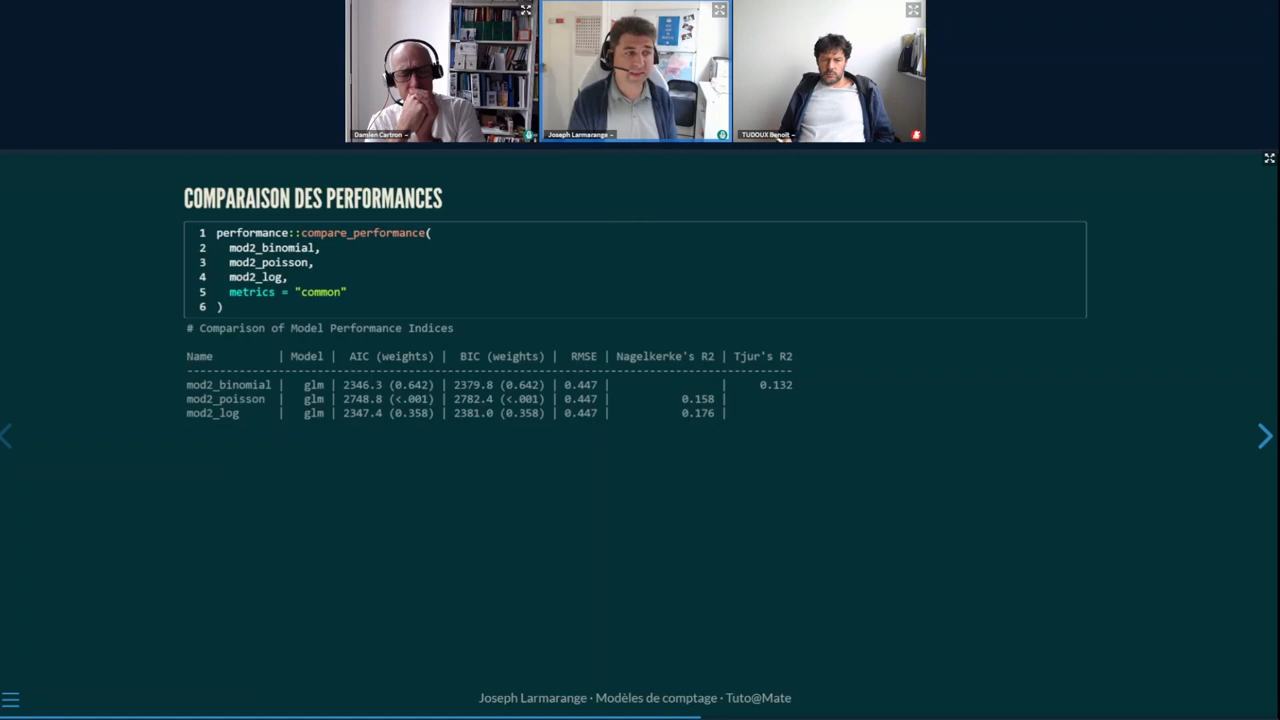 Damien Cartron
Joseph Larmarange
TUDOUX Benoit
COMPARAISON DES PERFORMANCES
1 performance::compare_performance(
2 mod2_binomial,
3 mod2_poisson,
4 mod2_log,
5 metrics = "common"
6 )
# Comparison of Model Performance Indices
Name | Model | AIC (weights) | BIC (weights) | RMSE | Nagelkerke's R2 | Tjur's R2
--------------------------------------------------------------------------------------------
mod2_binomial | glm | 2346.3 (0.642) | 2379.8 (0.642) | 0.447 | | 0.132
mod2_poisson | glm | 2748.8 (<.001) | 2782.4 (<.001) | 0.447 | 0.158 |
mod2_log | glm | 2347.4 (0.358) | 2381.0 (0.358) | 0.447 | 0.176 |
Joseph Larmarange · Modèles de comptage · Tuto@Mate